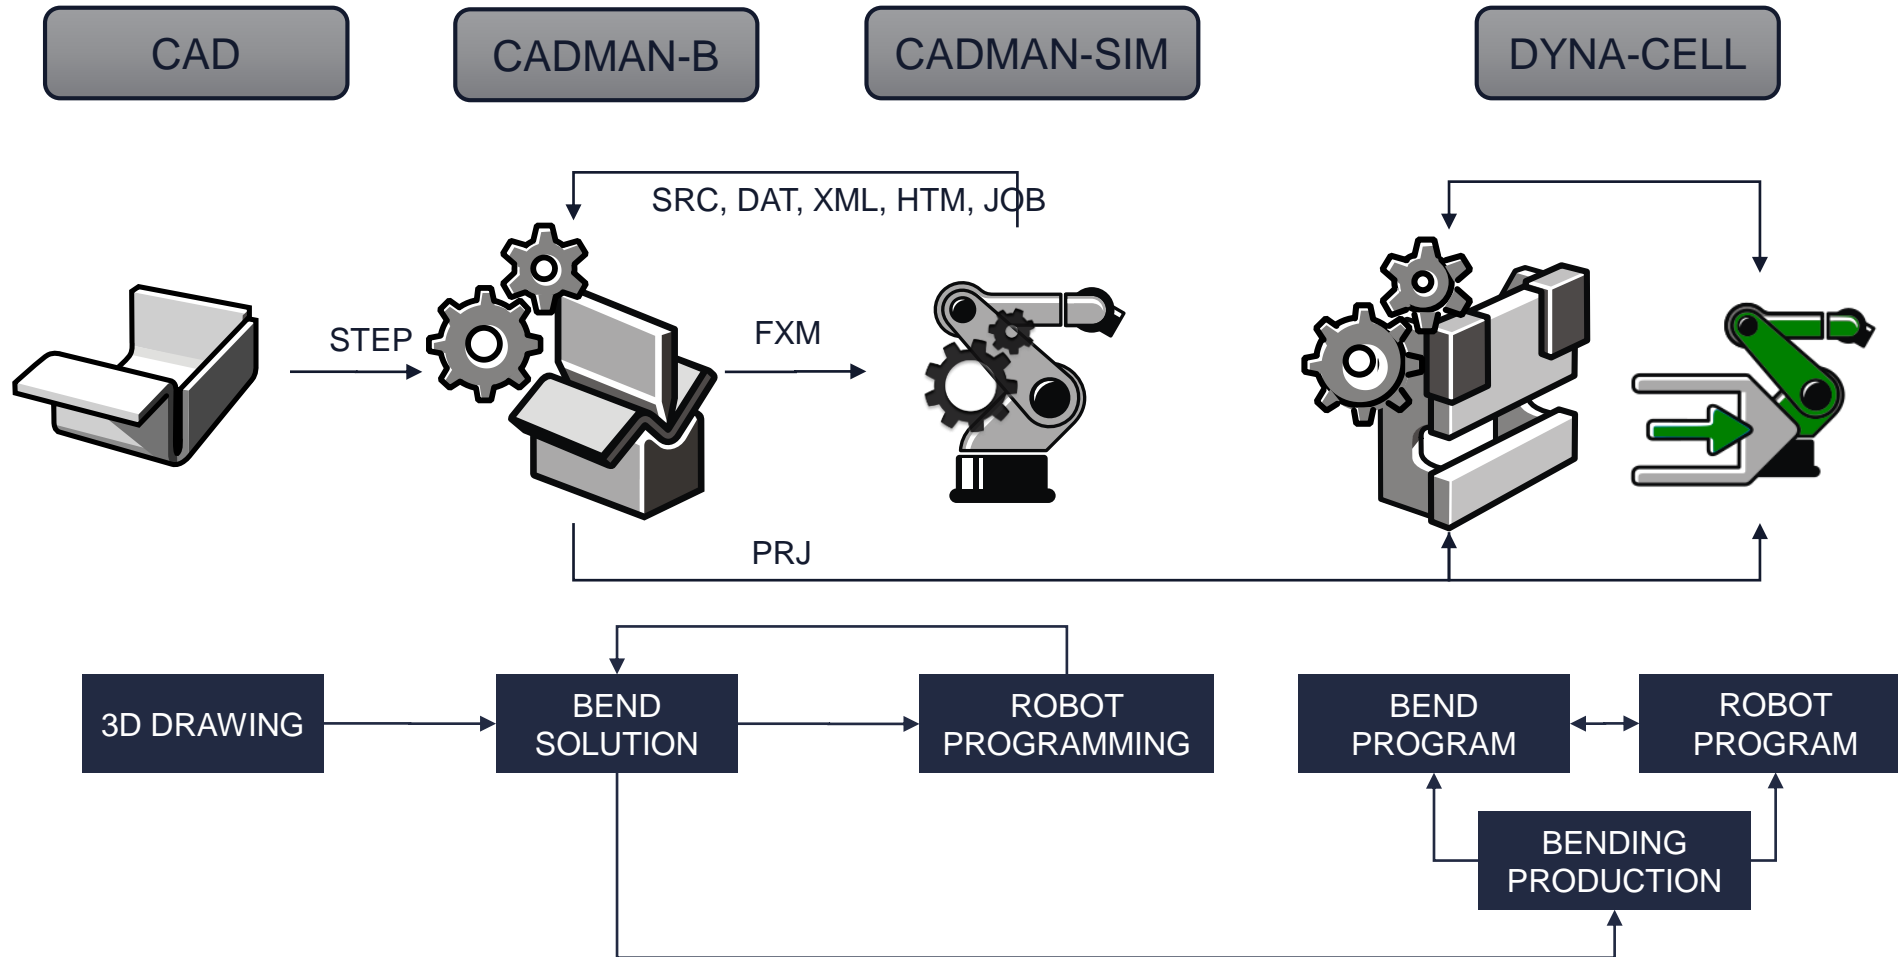 CAD
CADMAN-B
CADMAN-SIM
DYNA-CELL
SRC, DAT, XML, HTM, JOB
STEP
FXM
PRJ
3D DRAWING
BEND
SOLUTION
ROBOT
PROGRAMMING
BEND
PROGRAM
ROBOT
PROGRAM
BENDING
PRODUCTION